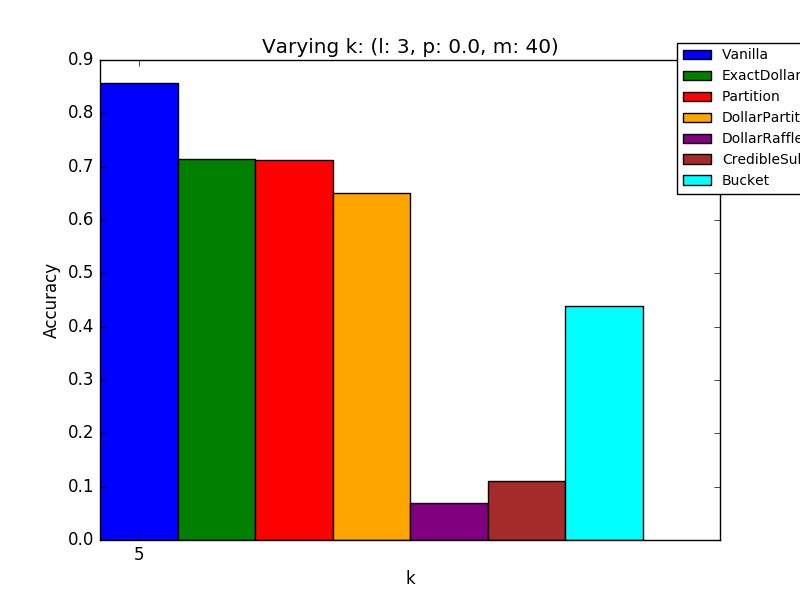 Varying k: (l: 3, p: 0.0, m: 40)
Vanilla
ExactDollar
Partition
DollarPartit
DollarRaffle
CredibleSu
Bucket
0.9
0.8
0.7
0.6
0.5
0.4
0.3
0.2
0.1
0.0
Accuracy
5
k